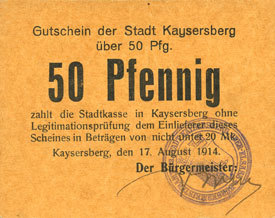 Gutschein der Stadt Kaysersberg
über 50 Pfg.
50 Pfennig
zahlt die Stadtkasse in Kaysersberg ohne
Legitimationsprüfung dem Einlieferer dieses
Scheines in Beträgen von nicht unter 20 Mk.
Kaysersberg, den 17. August 1914.
Der Bürgermeister: